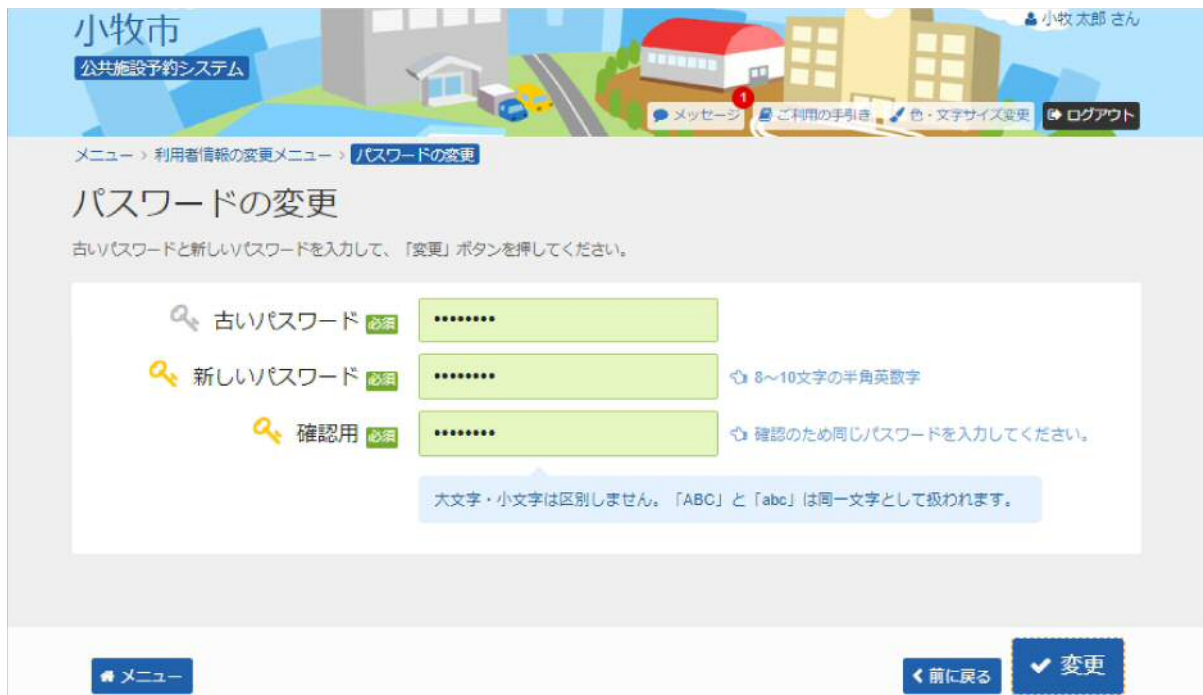 小牧市
小牧 太郎 さん
公共施設予約システム
メッセージ 1 ご利用の手引き 色・文字サイズ変更 ログアウト
メニュー > 利用者情報の変更メニュー > パスワードの変更
パスワードの変更
古いパスワードと新しいパスワードを入力して、「変更」ボタンを押してください。
古いパスワード 必須 ••••••••
新しいパスワード 必須 •••••••• 8～10文字の半角英数字
確認用 必須 •••••••• 確認のため同じパスワードを入力してください。
大文字・小文字は区別しません。「ABC」と「abc」は同一文字として扱われます。
メニュー 前に戻る 変更